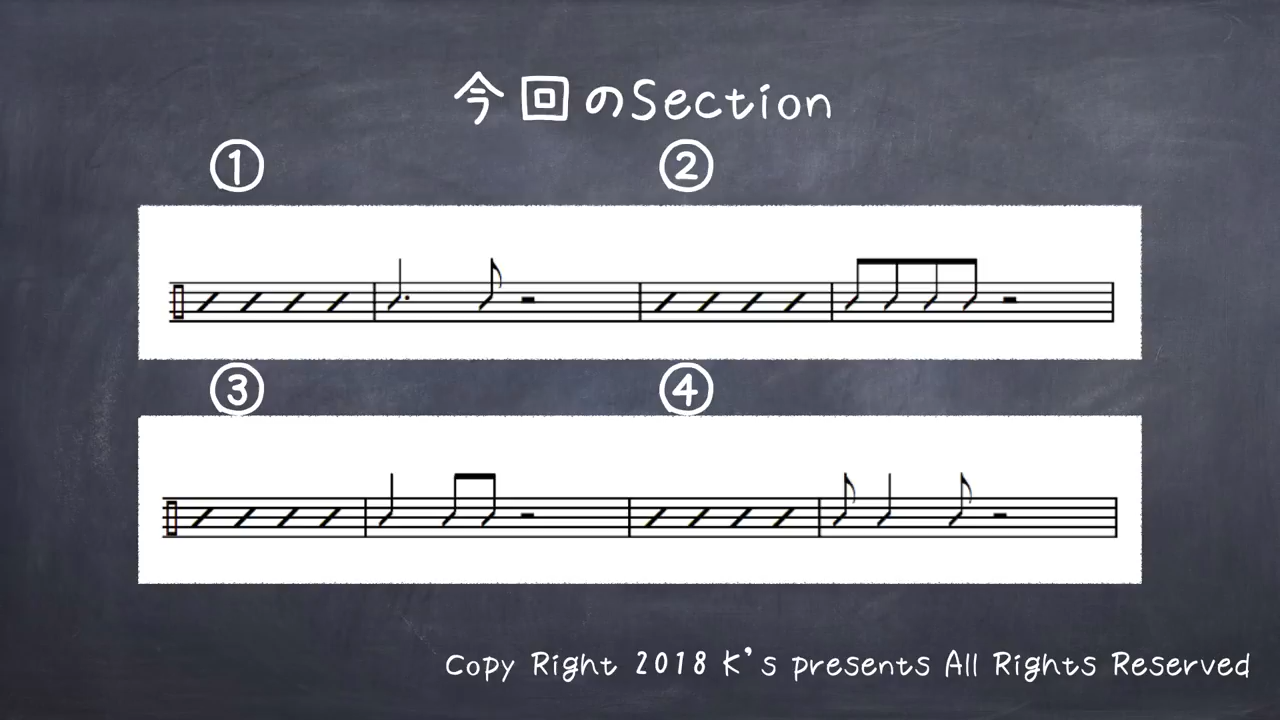 今回のSection
①
②
③
④
Copy Right 2018 K's presents All Rights Reserved